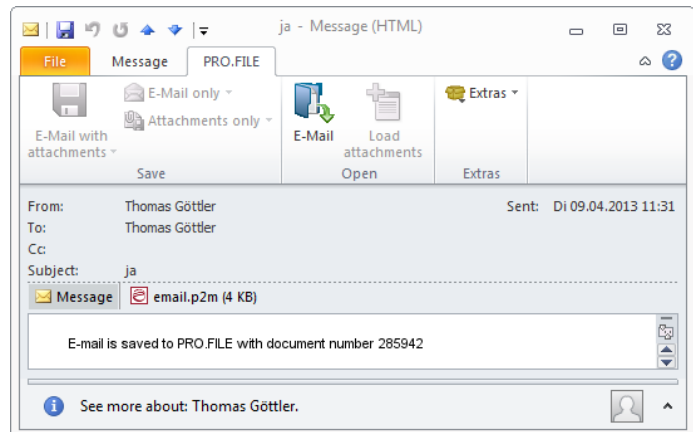 ja - Message (HTML)
File Message PRO.FILE
E-Mail with attachments
E-Mail only
Attachments only
Save
E-Mail
Load attachments
Open
Extras
Extras
From: Thomas Göttler Sent: Di 09.04.2013 11:31
To: Thomas Göttler
Cc:
Subject: ja
Message email.p2m (4 KB)
E-mail is saved to PRO.FILE with document number 285942
See more about: Thomas Göttler.